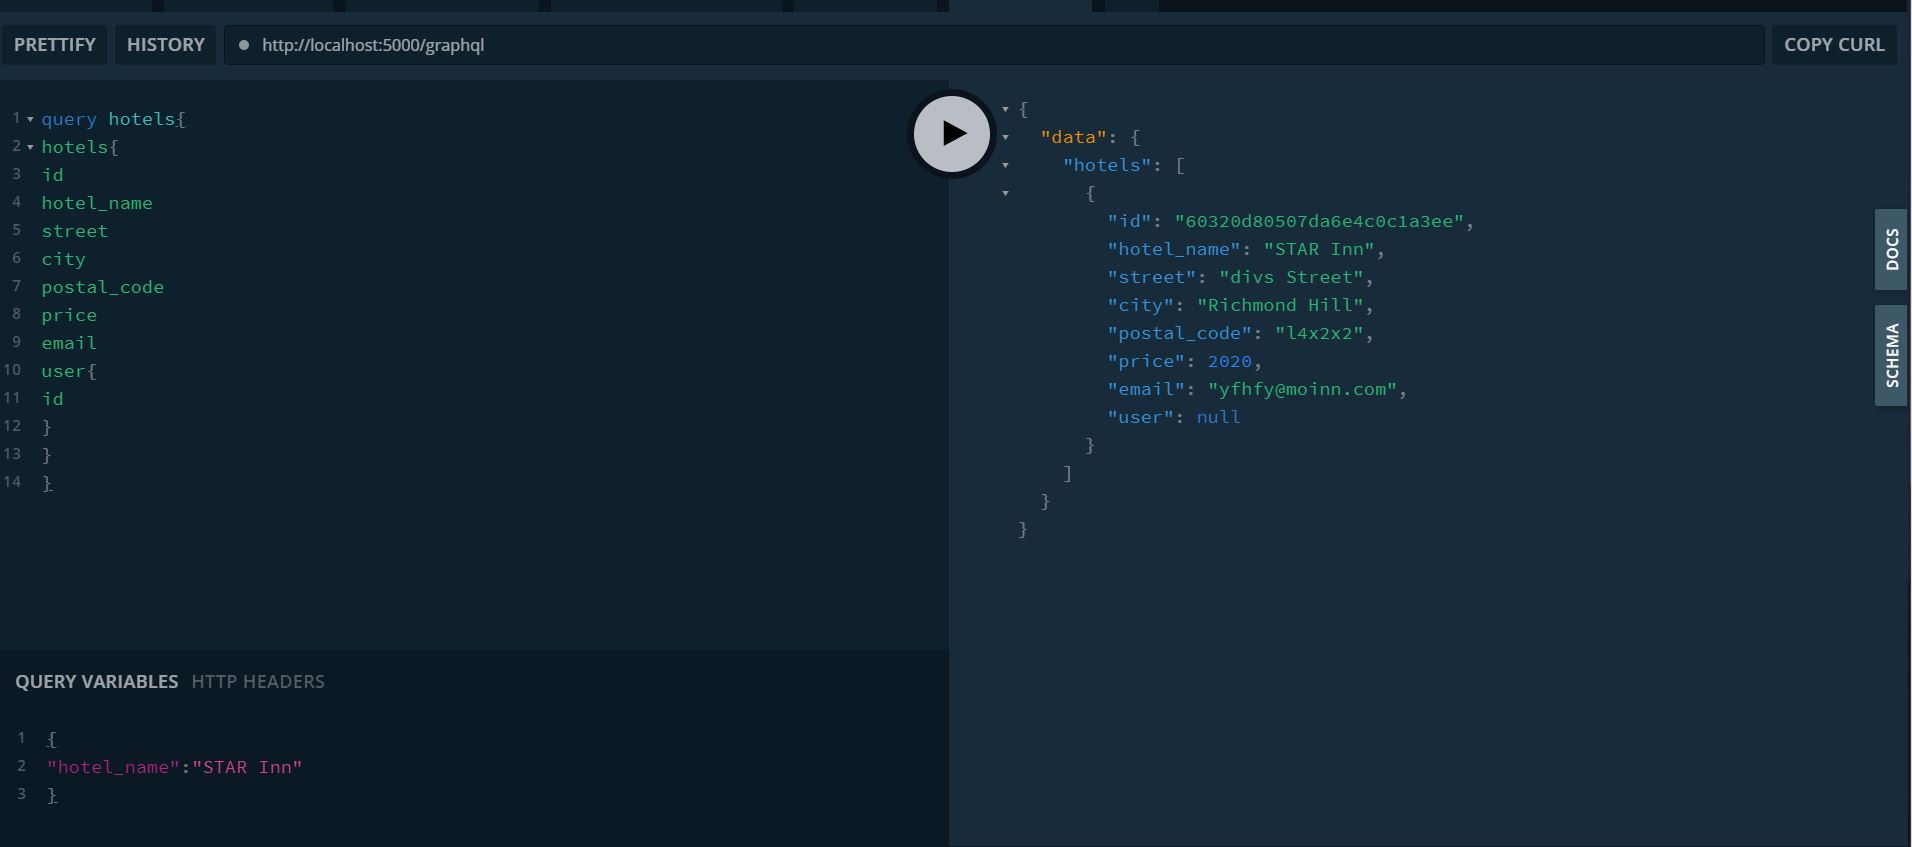 PRETTIFY HISTORY http://localhost:5000/graphql COPY CURL
1 query hotels{
2 hotels{
3 id
4 hotel_name
5 street
6 city
7 postal_code
8 price
9 email
10 user{
11 id
12 }
13 }
14 }
{
"data": {
"hotels": [
{
"id": "60320d80507da6e4c0c1a3ee",
"hotel_name": "STAR Inn",
"street": "divs Street",
"city": "Richmond Hill",
"postal_code": "l4x2x2",
"price": 2020,
"email": "yfhfy@moinn.com",
"user": null
}
]
}
}
DOCS
SCHEMA
QUERY VARIABLES HTTP HEADERS
1 {
2 "hotel_name":"STAR Inn"
3 }